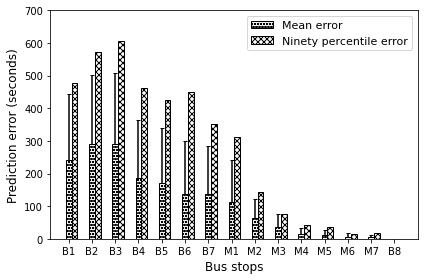 700
600
500
400
300
200
100
0
Prediction error (seconds)
Mean error
Ninety percentile error
B1 B2 B3 B4 B5 B6 B7 M1 M2 M3 M4 M5 M6 M7 B8
Bus stops